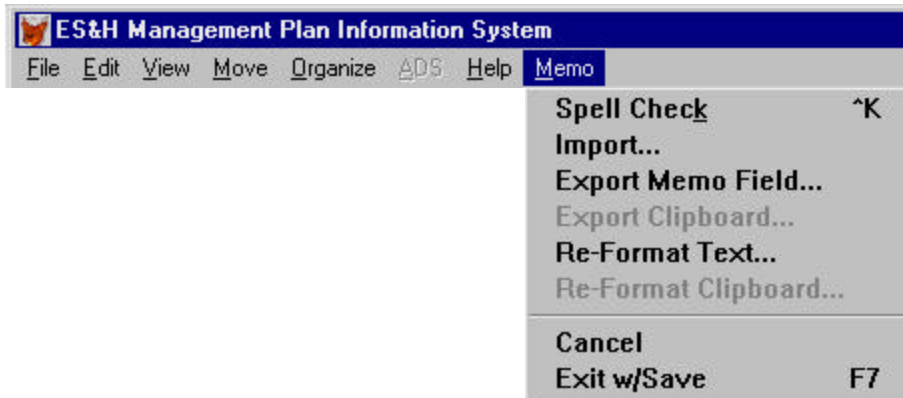 ES&H Management Plan Information System
File Edit View Move Organize ADS Help Memo
Spell Check ^K
Import...
Export Memo Field...
Export Clipboard...
Re-Format Text...
Re-Format Clipboard...
Cancel
Exit w/Save F7